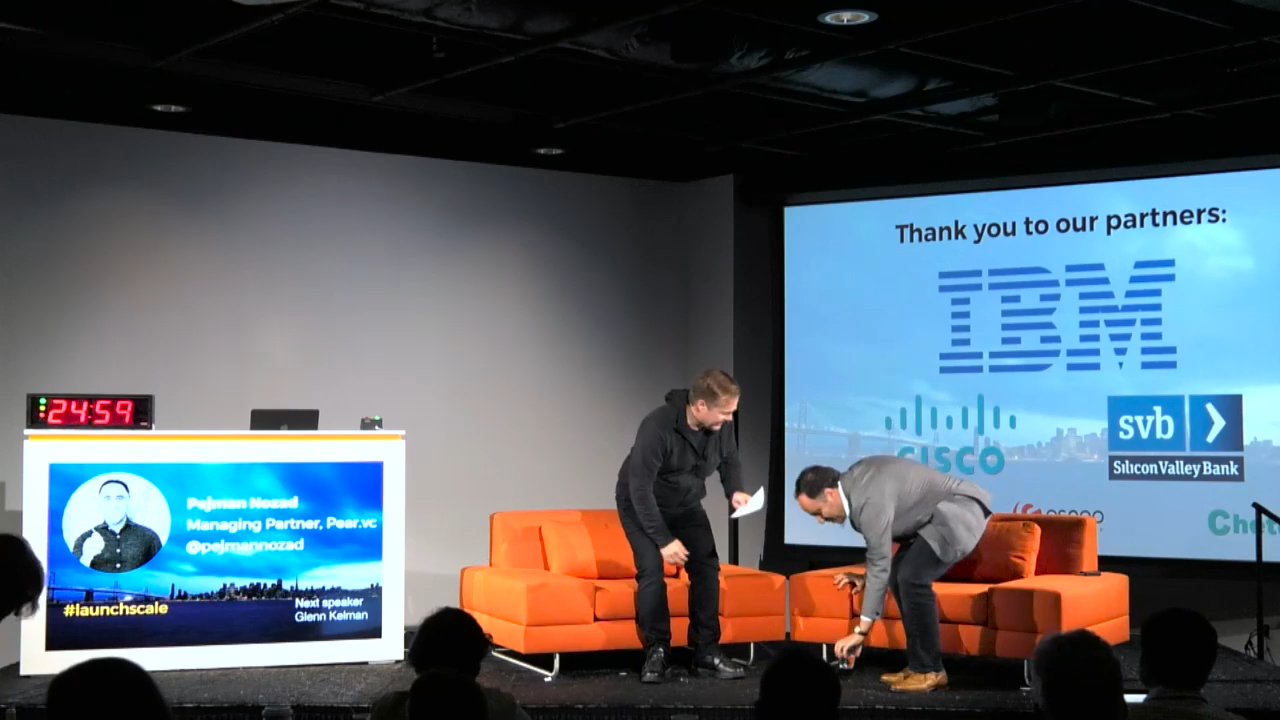 24:59
Pejman Nozad
Managing Partner, Pear.vc
@pejmannozad
#launchscale
Next speaker
Glenn Kelman
Thank you to our partners:
IBM
CISCO
svb
Silicon Valley Bank